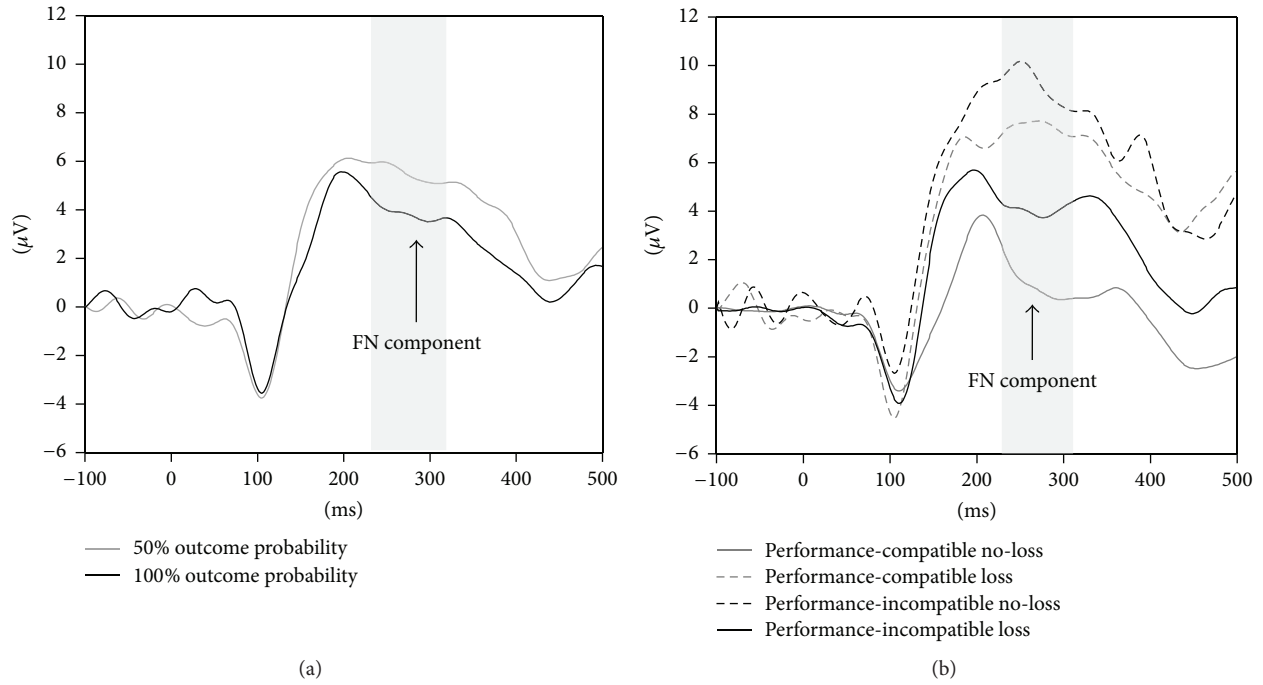 12
10
8
6
4
2
0
−2
−4
−6
(μV)
−100 0 100 200 300 400 500
(ms)
FN component
50% outcome probability
100% outcome probability
(a)
12
10
8
6
4
2
0
−2
−4
−6
(μV)
−100 0 100 200 300 400 500
(ms)
FN component
Performance-compatible no-loss
Performance-compatible loss
Performance-incompatible no-loss
Performance-incompatible loss
(b)